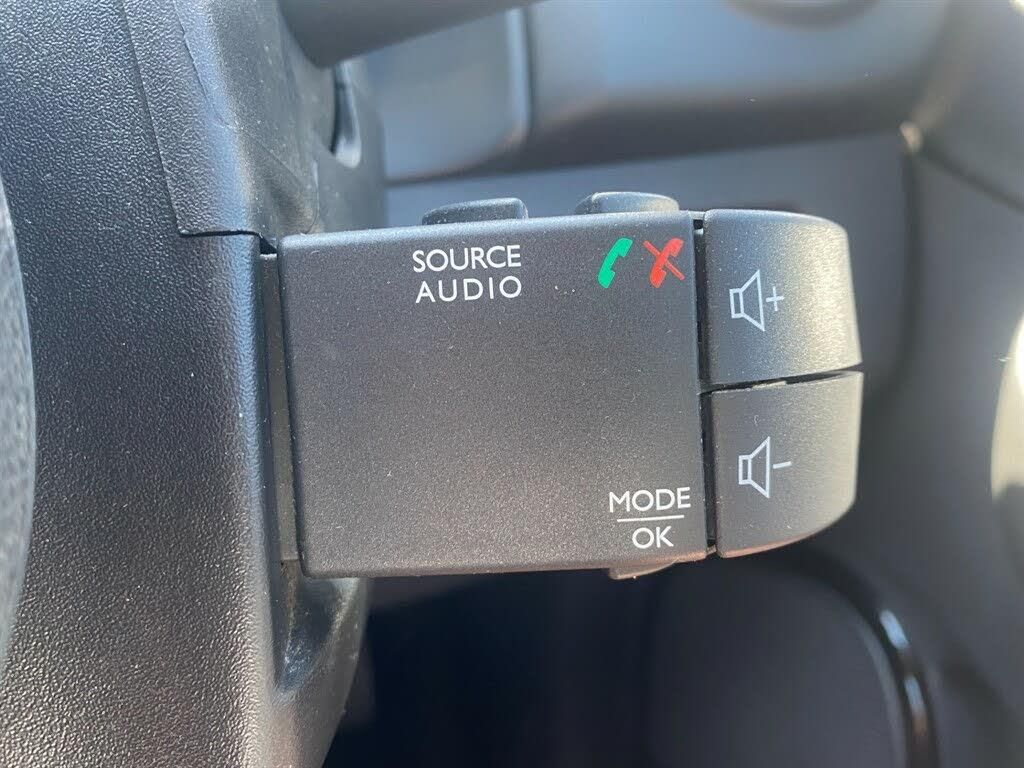 SOURCE
AUDIO
+
-
MODE
OK